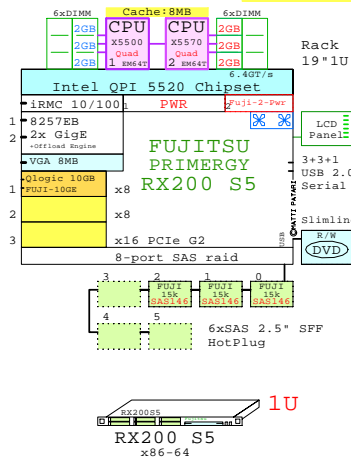 Cache:8MB
6xDIMM CPU CPU 6xDIMM
2GB X5500 X5570 2GB
2GB Quad Quad 2GB
2GB 1 EM64T 2 EM64T 2GB
Rack
19"1U
6.4GT/s
Intel QPI 5520 Chipset
iRMC 10/100 1 PWR 2 Fuji-2-Pwr
1 8257EB
2 2x GigE
+Offload Engine
LCD
Panel
VGA 8MB
FUJITSU
PRIMERGY
RX200 S5
3+3+1
USB 2.0
Serial
©MATTI PATARI
Qlogic 10GB
1 FUJI-10GE x8
2 x8
3 x16 PCIe G2
USB
Slimline
R/W
DVD
8-port SAS raid
3 2 1 0
FUJI FUJI FUJI
15k 15k 15k
SAS146 SAS146 SAS146
4 5
6xSAS 2.5" SFF
HotPlug
RX200S5
1U
RX200 S5
x86-64